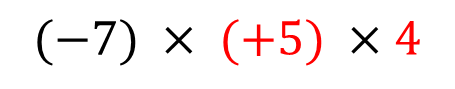 (−7) × (+5) × 4